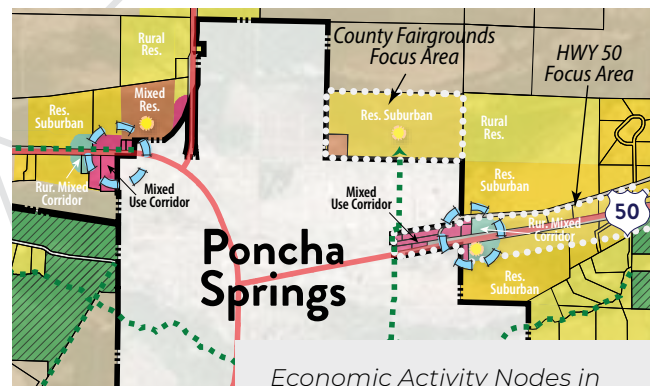 County Fairgrounds
Focus Area
HWY 50
Focus Area
Rural
Res.
Mixed
Res.
Res.
Suburban
Res. Suburban
Rural
Res.
Rur. Mixed
Corridor
Mixed
Use Corridor
Mixed
Use Corridor
Res.
Suburban
50
Rur. Mixed
Corridor
Poncha
Springs
Res.
Suburban
Economic Activity Nodes in